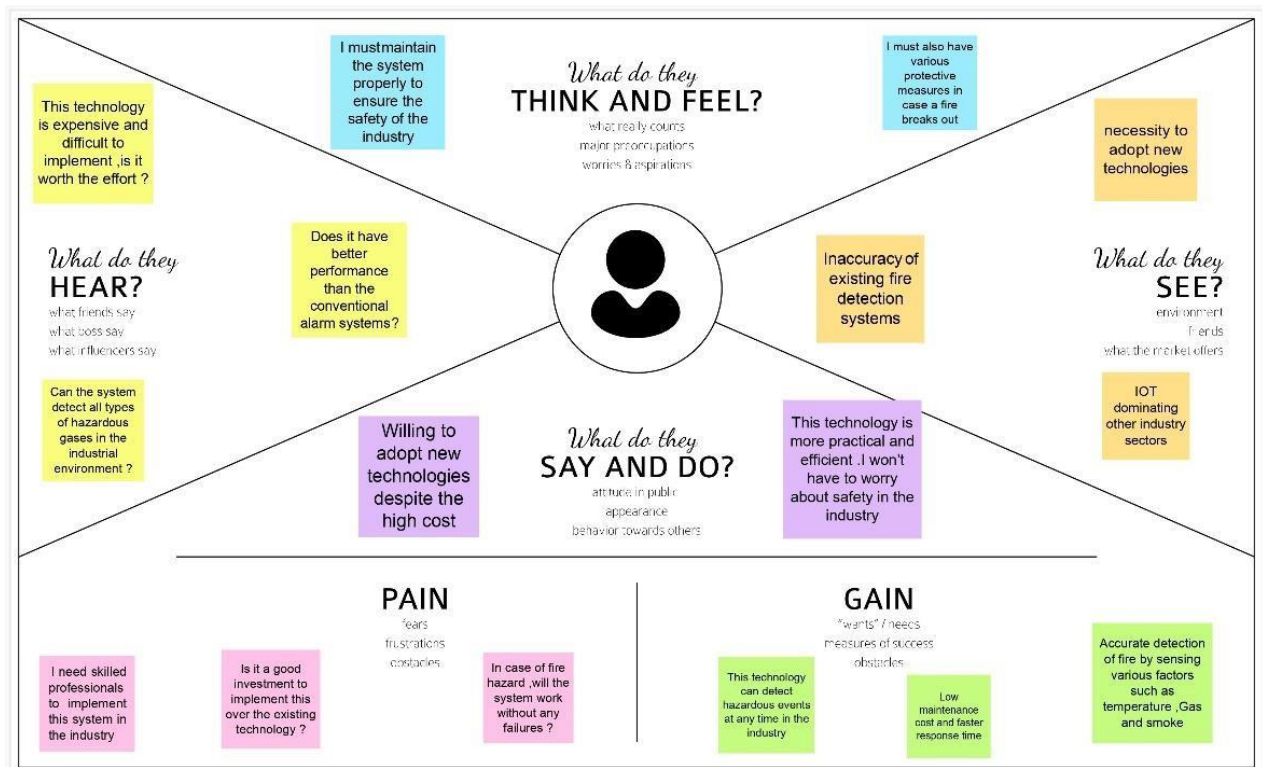 I must maintain
the system
properly to
ensure the
safety of the
industry
What do they
THINK AND FEEL?
what really counts
major preoccupations
worries & aspirations
I must also have
various
protective
measures in
case a fire
breaks out
This technology
is expensive and
difficult to
implement ,is it
worth the effort ?
What do they
HEAR?
what friends say
what boss say
what influencers say
Does it have
better
performance
than the
conventional
alarm systems?
Can the system
detect all types
of hazardous
gases in the
industrial
environment ?
necessity to
adopt new
technologies
Inaccuracy of
existing fire
detection
systems
What do they
SEE?
environment
friends
what the market offers
IOT
dominating
other industry
sectors
Willing to
adopt new
technologies
despite the
high cost
What do they
SAY AND DO?
attitude in public
appearance
behavior towards others
This technology is
more practical and
efficient .I won't
have to worry
about safety in the
industry
PAIN
fears
frustrations
obstacles
I need skilled
professionals
to implement
this system in
the industry
Is it a good
investment to
implement this
over the existing
technology ?
In case of fire
hazard ,will the
system work
without any
failures ?
GAIN
"wants" / needs
measures of success
obstacles
This technology
can detect
hazardous events
at any time in the
industry
Low
maintenance
cost and faster
response time
Accurate detection
of fire by sensing
various factors
such as
temperature ,Gas
and smoke